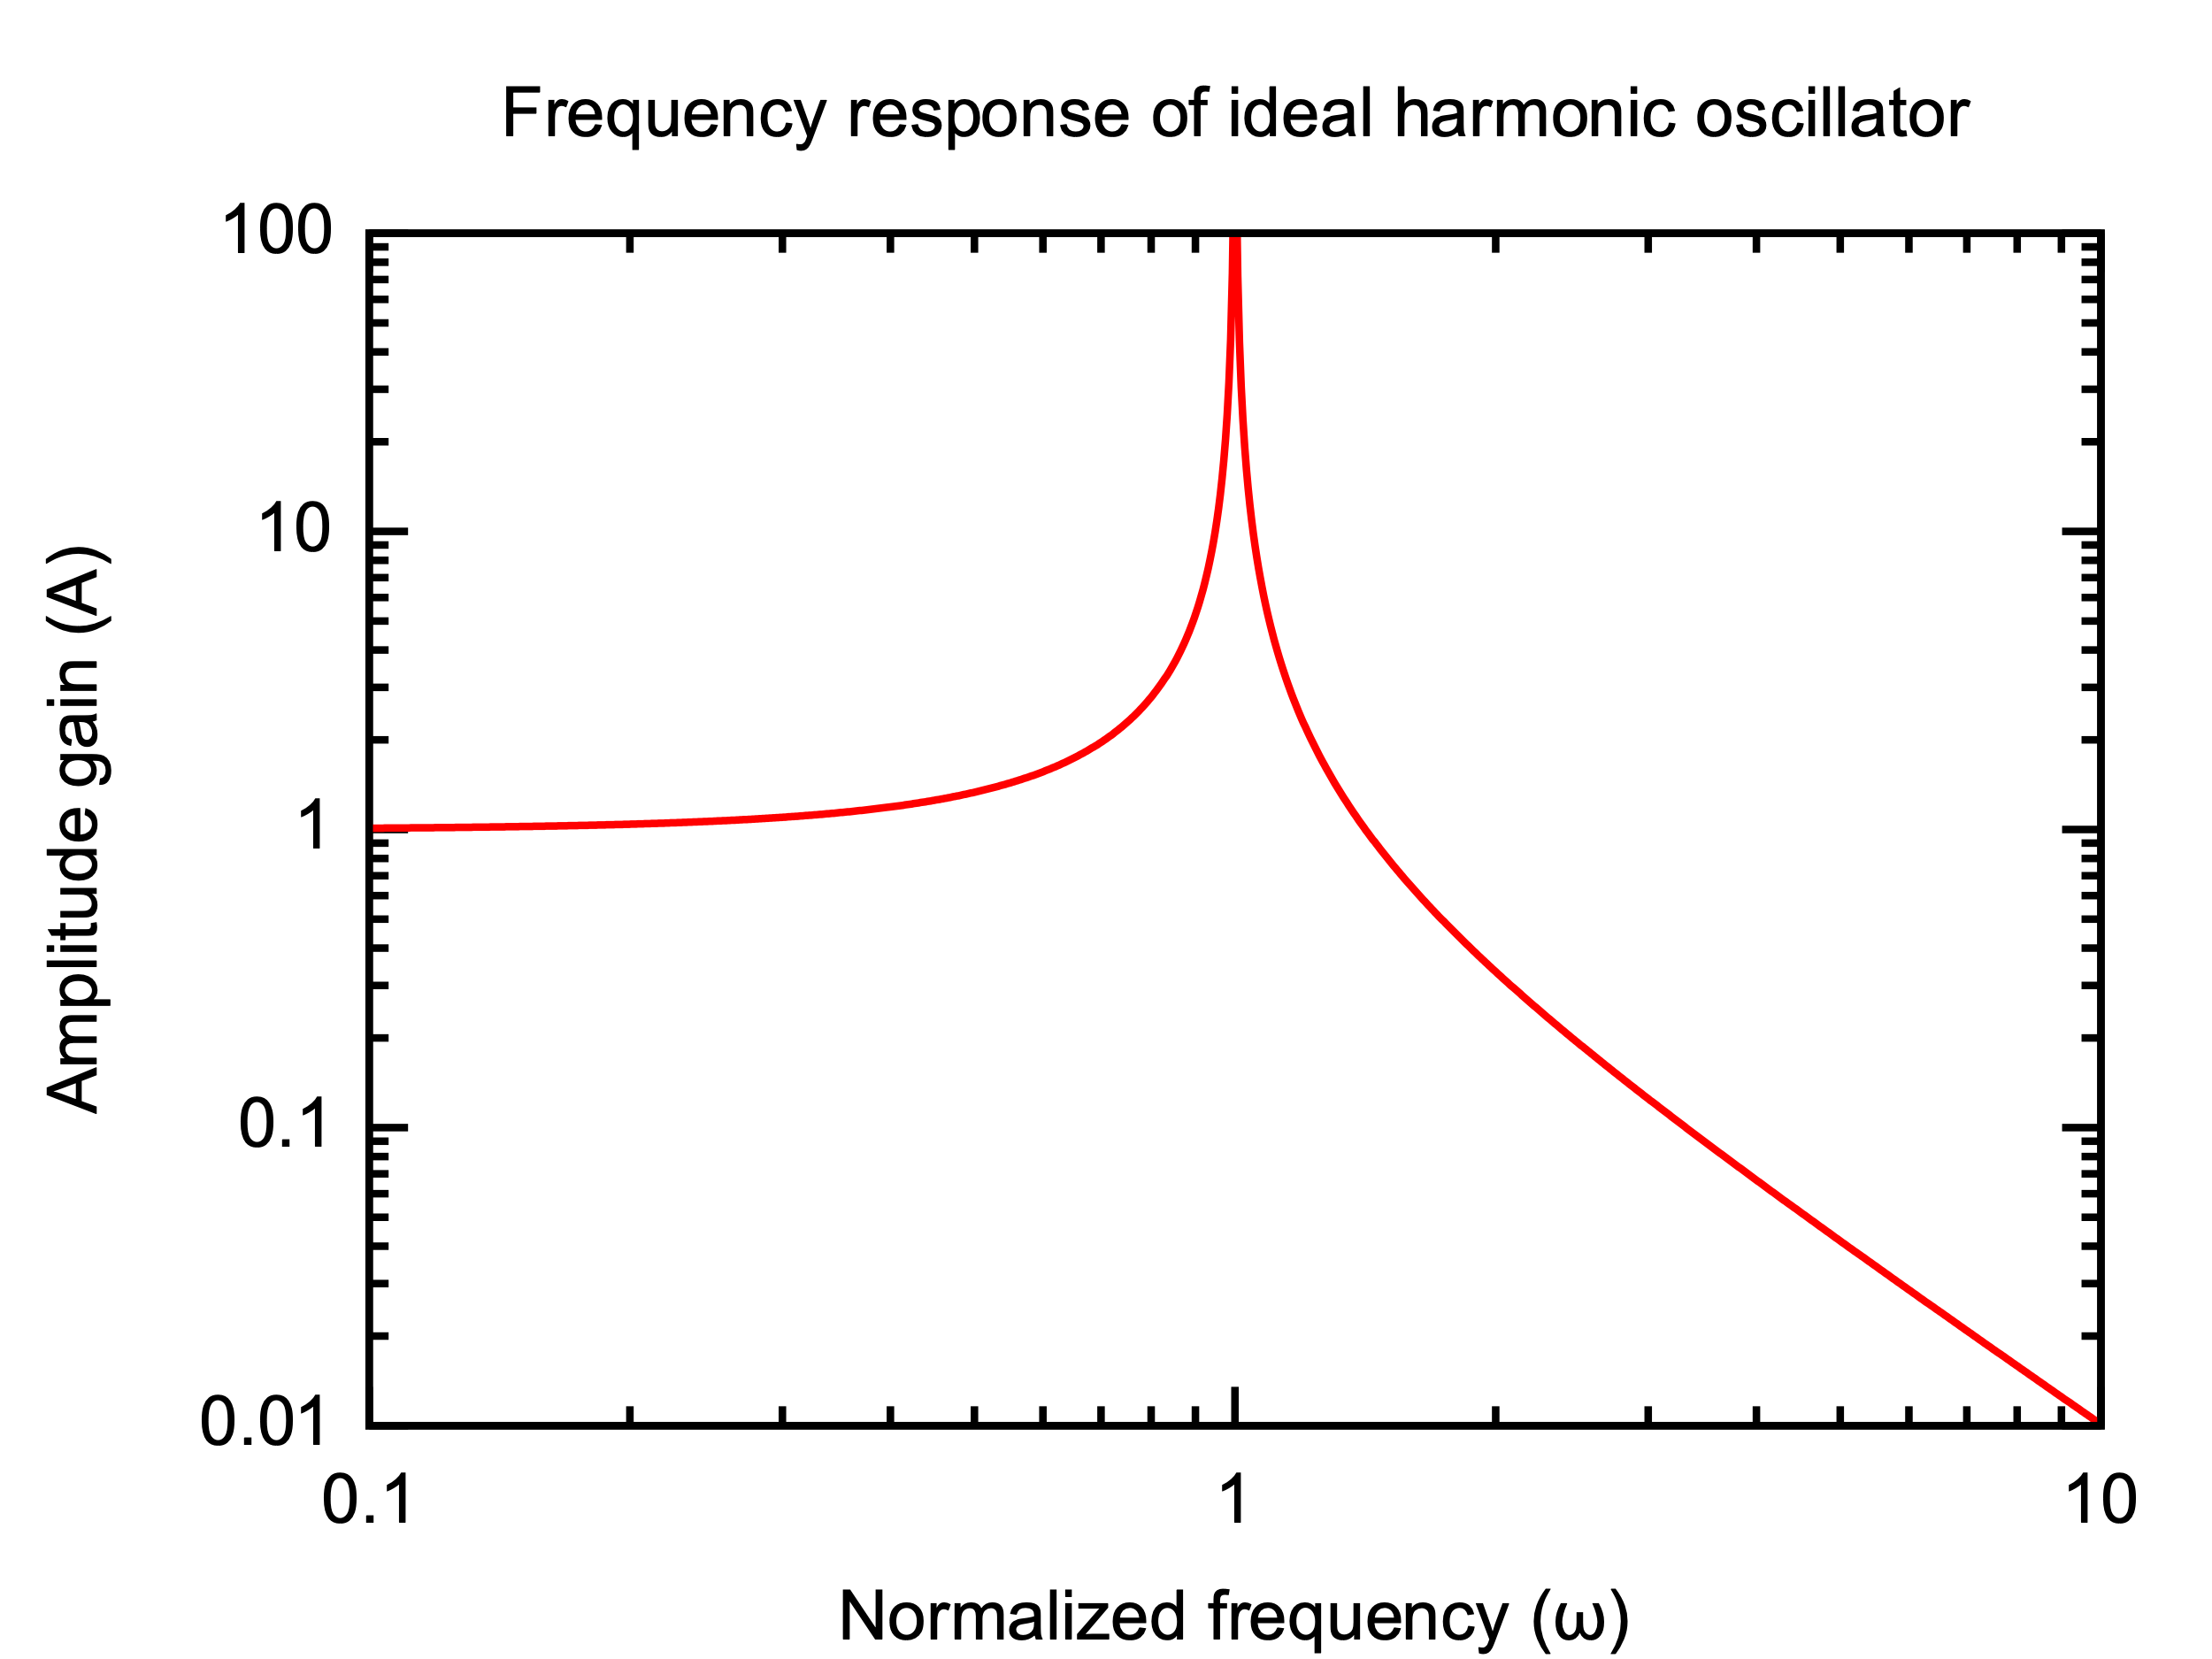 Frequency response of ideal harmonic oscillator
100
10
1
0.1
0.01
Amplitude gain (A)
0.1 1 10
Normalized frequency (ω)